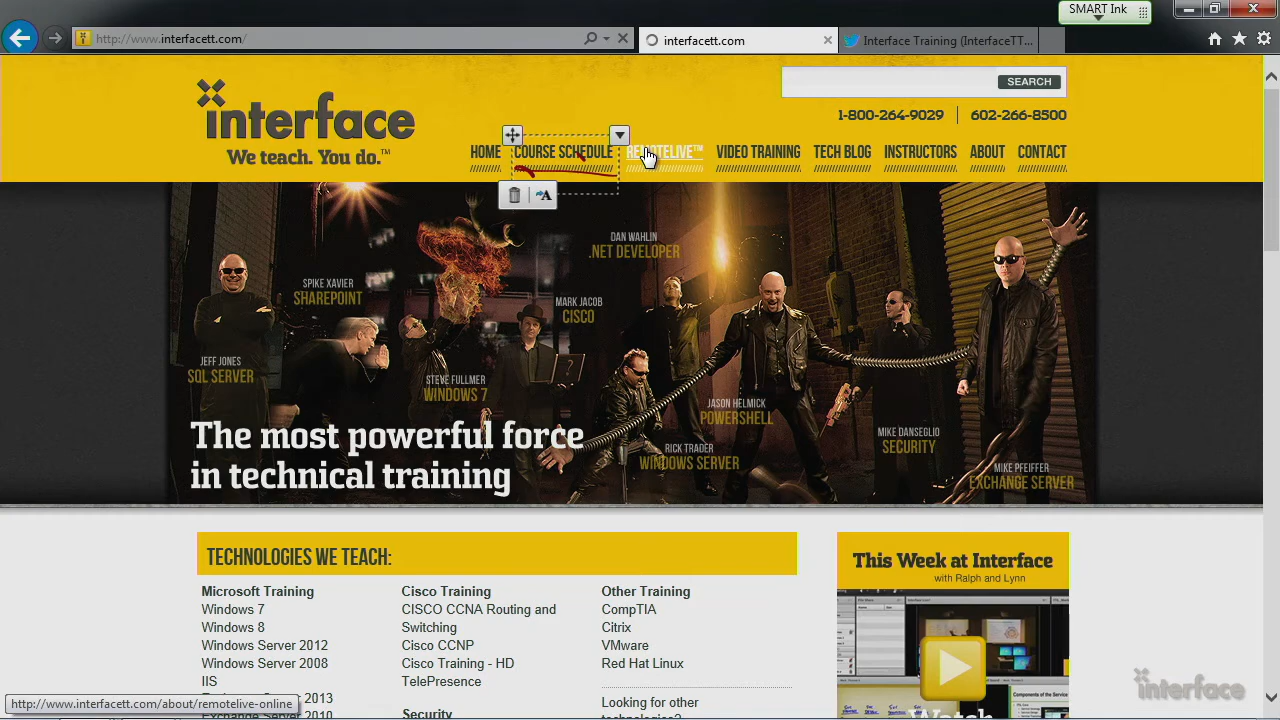 SMART Ink
http://www.interfacett.com/
interfacett.com
Interface Training (InterfaceTT...
interface
We teach. You do.™
SEARCH
1-800-264-9029 602-266-8500
HOME COURSE SCHEDULE REMOTELIVE™ VIDEO TRAINING TECH BLOG INSTRUCTORS ABOUT CONTACT
DAN WAHLIN
.NET DEVELOPER
SPIKE XAVIER
SHAREPOINT
MARK JACOB
CISCO
JEFF JONES
SQL SERVER
STEVE FULLMER
WINDOWS 7
JASON HELMICK
POWERSHELL
MIKE DANSEGLIO
SECURITY
RICK TRADER
WINDOWS SERVER
MIKE PFEIFFER
EXCHANGE SERVER
The most powerful force
in technical training
TECHNOLOGIES WE TEACH:
Microsoft Training
Windows 7
Windows 8
Windows Server 2012
Windows Server 2008
IIS
Cisco Training
CISCO CCNA Routing and
Switching
Cisco CCNP
Cisco Training - HD
TelePresence
Security
Other Training
CompTIA
Citrix
VMware
Red Hat Linux
Looking for other
This Week at Interface
with Ralph and Lynn
Components of the Service
Watch
interface
http://www.interfacett.com/about/remotelive-online/